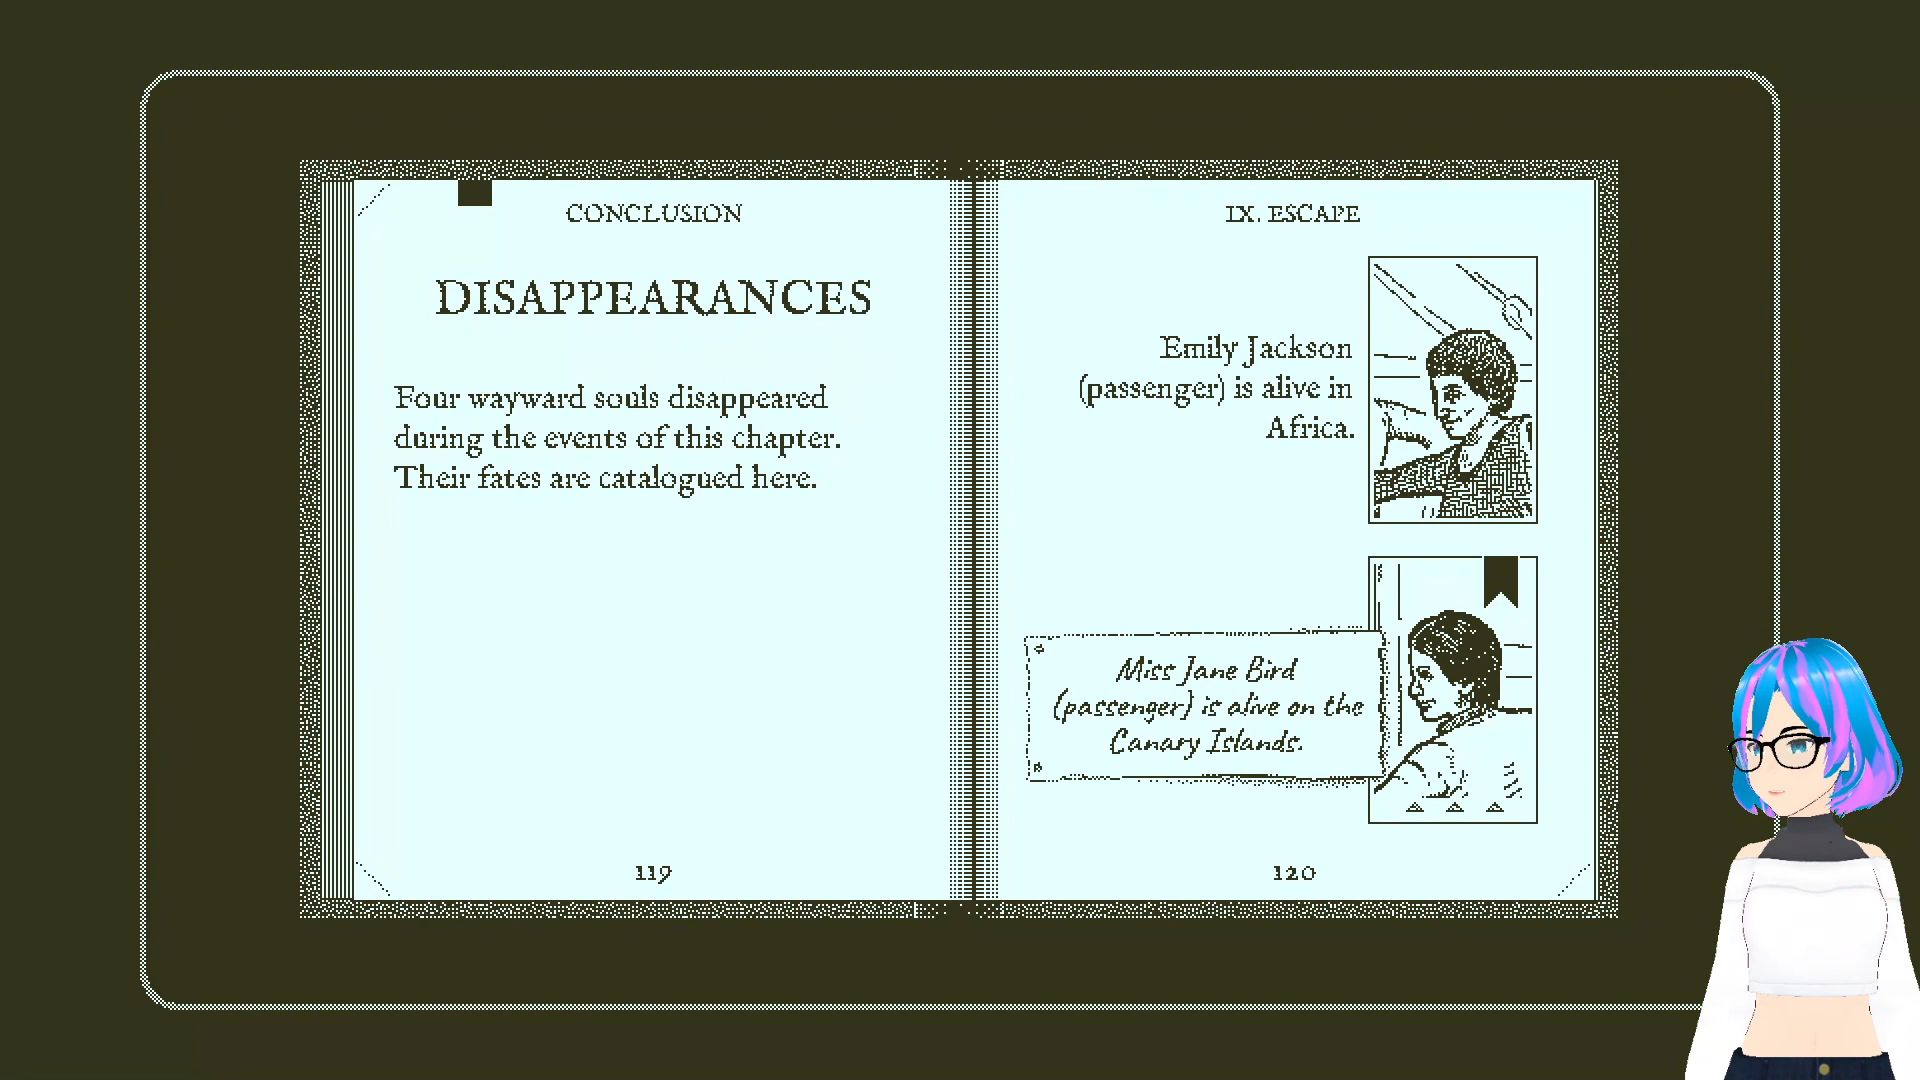 CONCLUSION
DISAPPEARANCES
Four wayward souls disappeared
during the events of this chapter.
Their fates are catalogued here.
119
IX. ESCAPE
Emily Jackson
(passenger) is alive in
Africa.
Miss Jane Bird
(passenger) is alive on the
Canary Islands.
120